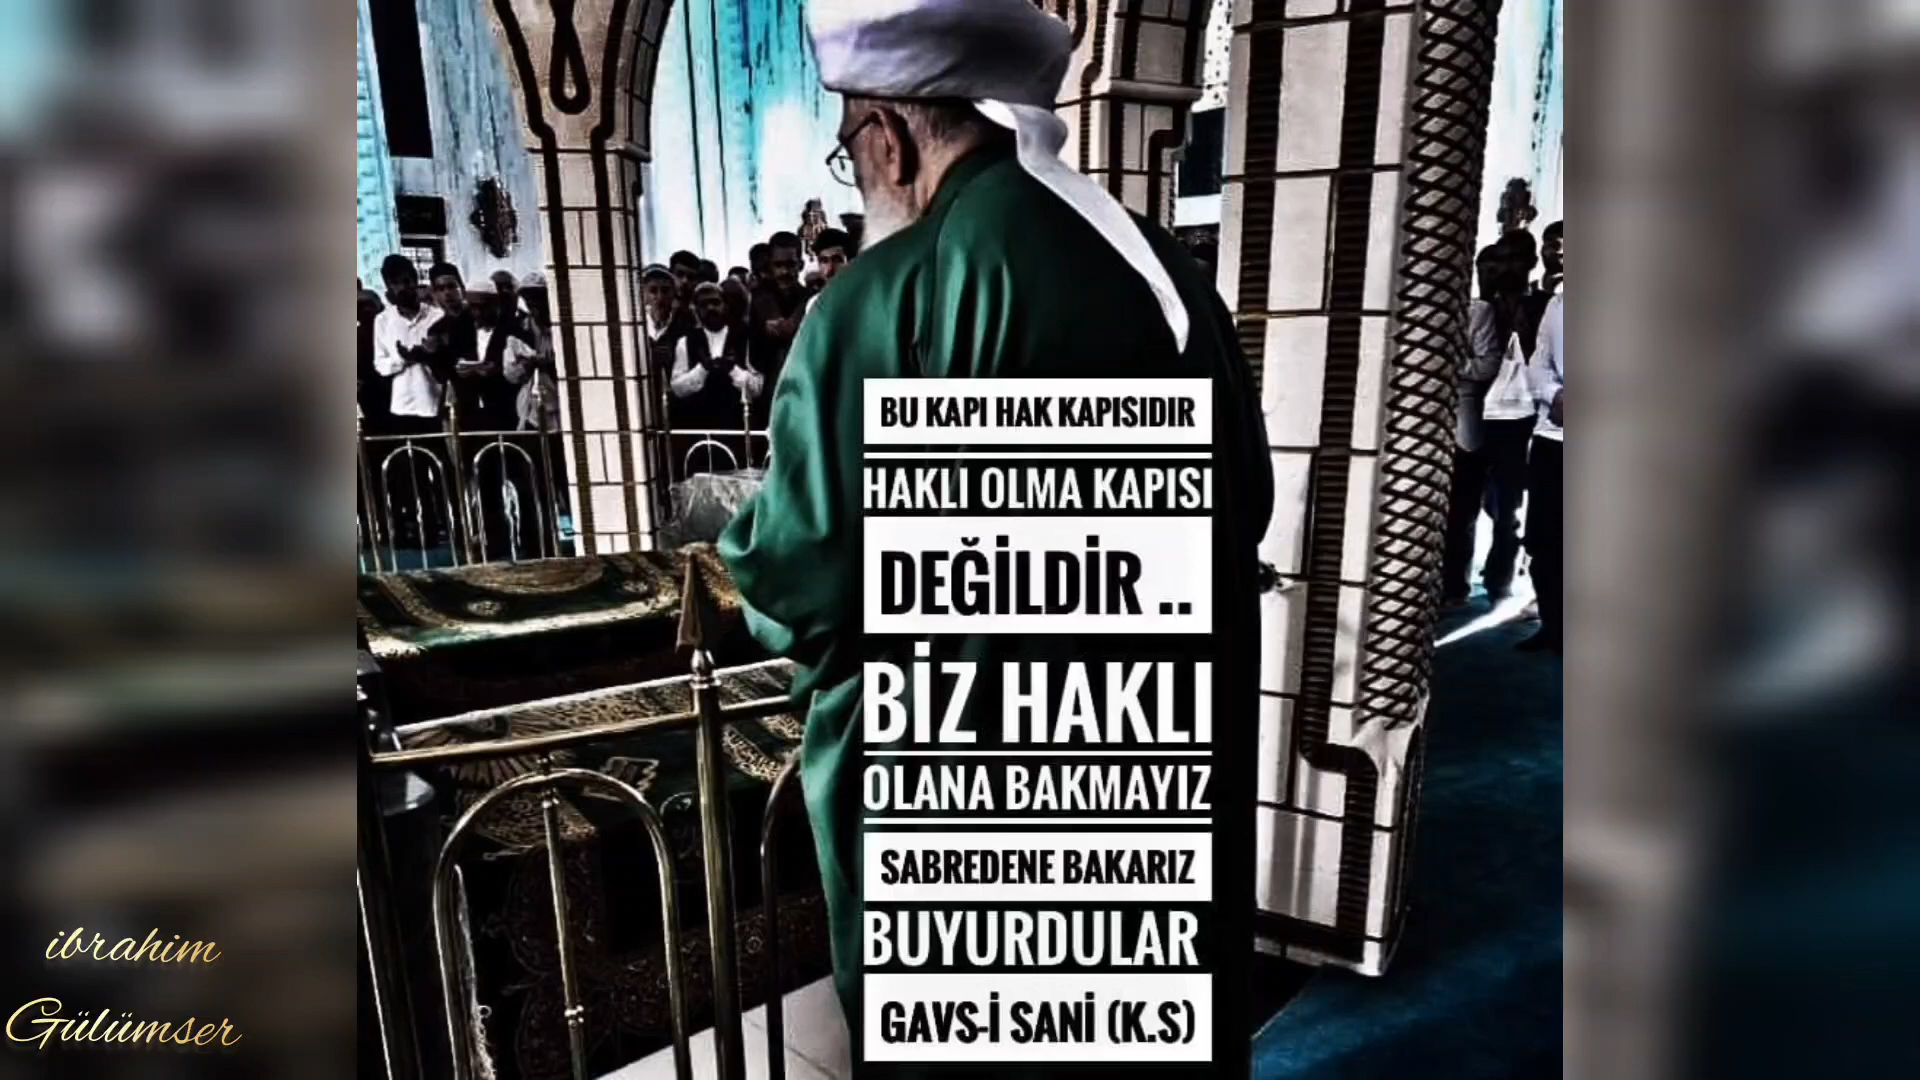 BU KAPI HAK KAPISIDIR
HAKLI OLMA KAPISI
DEĞİLDİR ..
BİZ HAKLI
OLANA BAKMAYIZ
SABREDENE BAKARIZ
BUYURDULAR
GAVS-İ SANİ (K.S)
ibrahim
Gülümser